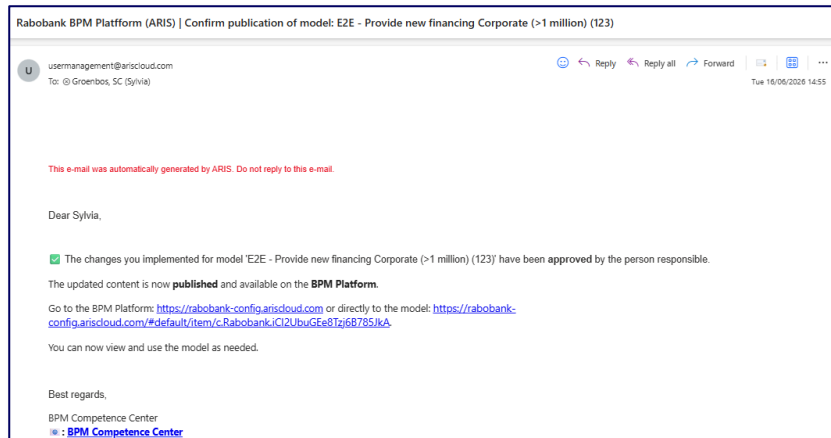 Rabobank BPM Platfform (ARIS) | Confirm publication of model: E2E - Provide new financing Corporate (>1 million) (123)
U
usermanagement@ariscloud.com
To: Groenbos, SC (Sylvia)
Reply
Reply all
Forward
...
Tue 16/06/2026 14:55
This e-mail was automatically generated by ARIS. Do not reply to this e-mail.
Dear Sylvia,
✅ The changes you implemented for model 'E2E - Provide new financing Corporate (>1 million) (123)' have been approved by the person responsible.
The updated content is now published and available on the BPM Platform.
Go to the BPM Platform: https://rabobank-config.ariscloud.com or directly to the model: https://rabobank-
config.ariscloud.com/#default/item/c.Rabobank.iCl2UbuGEe8Tzj6B785JkA.
You can now view and use the model as needed.
Best regards,
BPM Competence Center
: BPM Competence Center